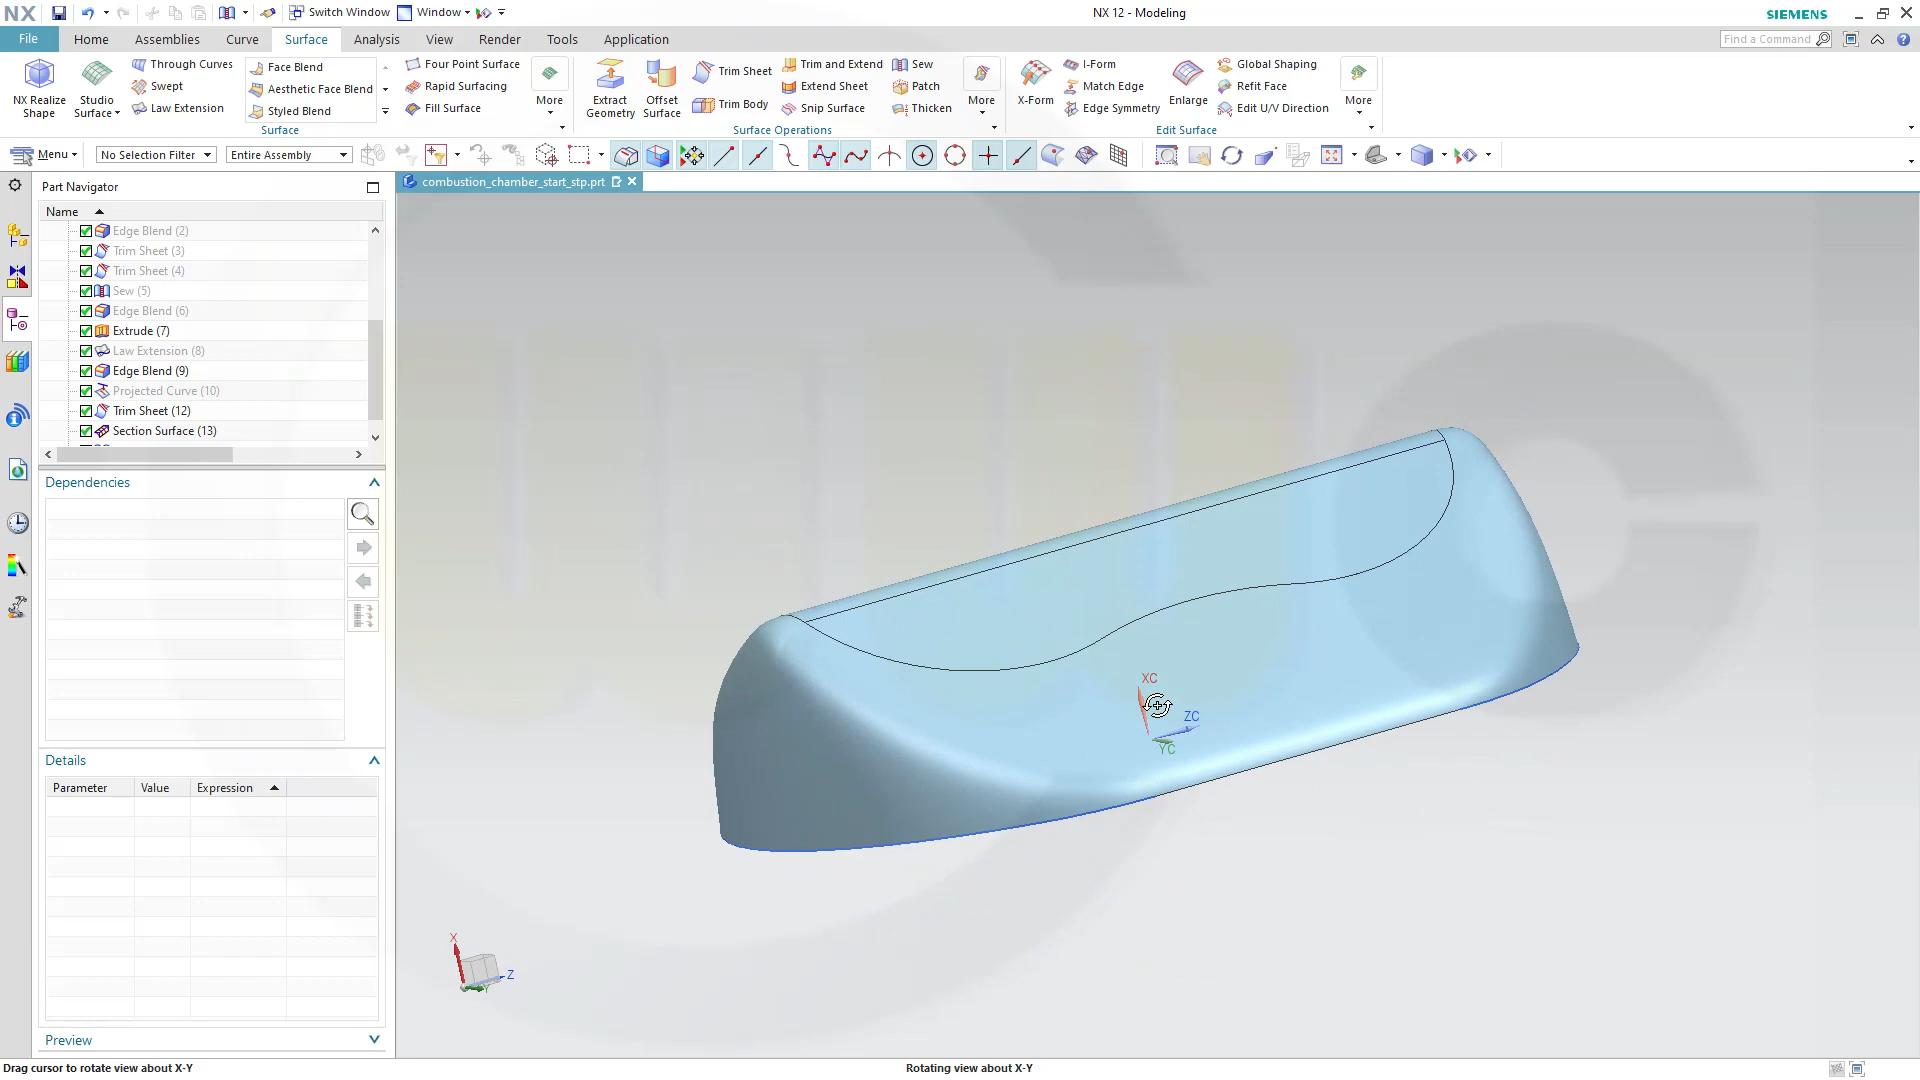 NX
Switch Window
Window
NX 12 - Modeling
SIEMENS
File
Home
Assemblies
Curve
Surface
Analysis
View
Render
Tools
Application
Find a Command
NX Realize Shape
Studio Surface
Through Curves
Swept
Law Extension
Face Blend
Aesthetic Face Blend
Styled Blend
Four Point Surface
Rapid Surfacing
Fill Surface
More
Surface
Extract Geometry
Offset Surface
Trim Sheet
Trim Body
Trim and Extend
Extend Sheet
Snip Surface
Sew
Patch
Thicken
More
Surface Operations
X-Form
I-Form
Match Edge
Edge Symmetry
Enlarge
Global Shaping
Refit Face
Edit U/V Direction
More
Edit Surface
Menu
No Selection Filter
Entire Assembly
Part Navigator
combustion_chamber_start_stp.prt
Name
Edge Blend (2)
Trim Sheet (3)
Trim Sheet (4)
Sew (5)
Edge Blend (6)
Extrude (7)
Law Extension (8)
Edge Blend (9)
Projected Curve (10)
Trim Sheet (12)
Section Surface (13)
Dependencies
Details
Parameter
Value
Expression
Preview
XC
ZC
YC
X
Z
Y
Drag cursor to rotate view about X-Y
Rotating view about X-Y